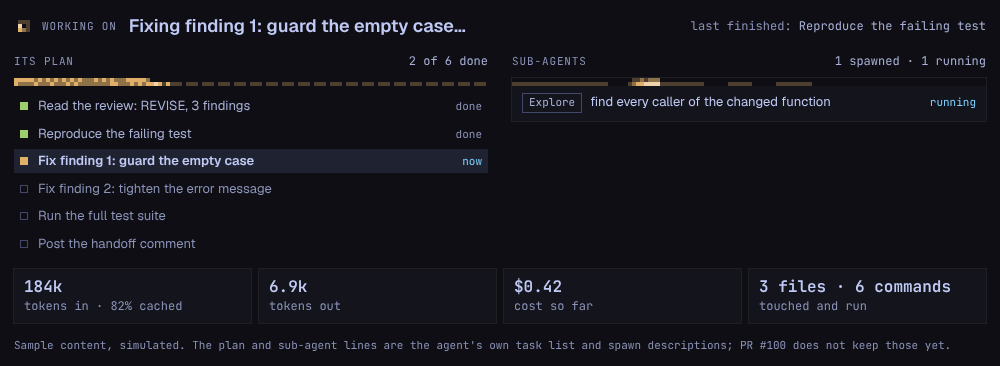 WORKING ON Fixing finding 1: guard the empty case… last finished: Reproduce the failing test
ITS PLAN 2 of 6 done
Read the review: REVISE, 3 findings done
Reproduce the failing test done
Fix finding 1: guard the empty case now
Fix finding 2: tighten the error message
Run the full test suite
Post the handoff comment
SUB-AGENTS 1 spawned · 1 running
Explore find every caller of the changed function running
184k
tokens in · 82% cached
6.9k
tokens out
$0.42
cost so far
3 files · 6 commands
touched and run
Sample content, simulated. The plan and sub-agent lines are the agent's own task list and spawn descriptions; PR #100 does not keep those yet.